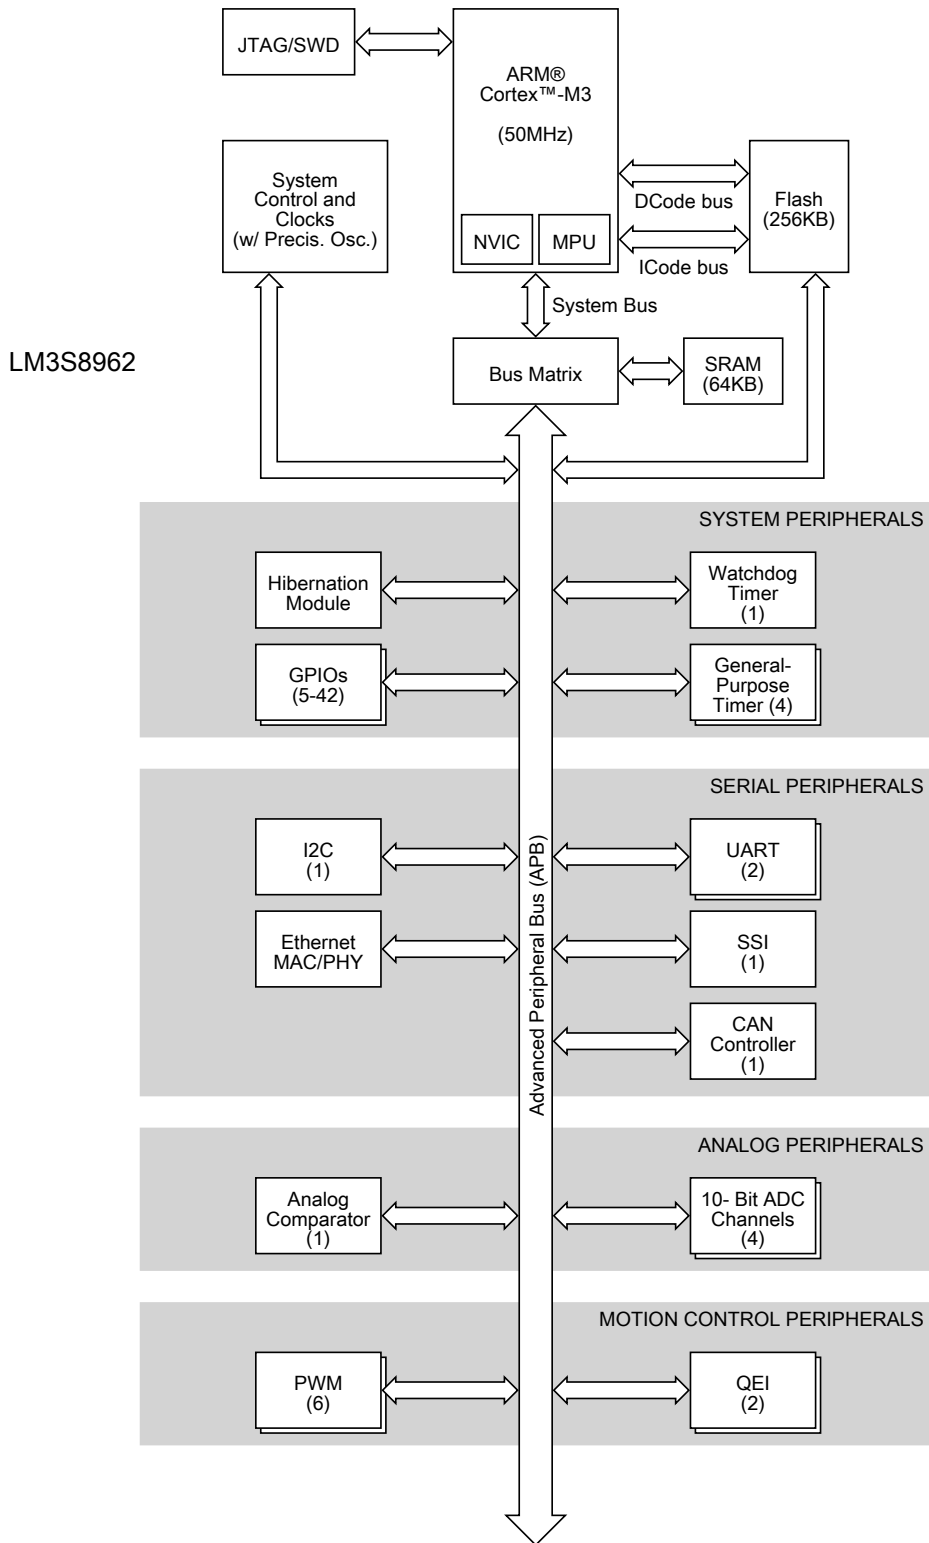 JTAG/SWD
ARM®
Cortex™-M3
(50MHz)
System
Control and
Clocks
(w/ Precis. Osc.)
NVIC
MPU
DCode bus
ICode bus
Flash
(256KB)
System Bus
LM3S8962
Bus Matrix
SRAM
(64KB)
SYSTEM PERIPHERALS
Hibernation
Module
Watchdog
Timer
(1)
GPIOs
(5-42)
General-
Purpose
Timer (4)
Advanced Peripheral Bus (APB)
SERIAL PERIPHERALS
I2C
(1)
UART
(2)
Ethernet
MAC/PHY
SSI
(1)
CAN
Controller
(1)
ANALOG PERIPHERALS
Analog
Comparator
(1)
10- Bit ADC
Channels
(4)
MOTION CONTROL PERIPHERALS
PWM
(6)
QEI
(2)